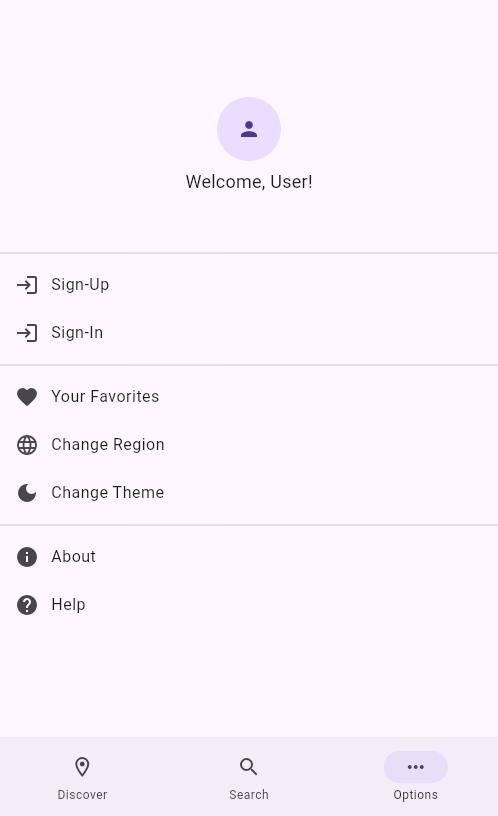 Welcome, User!
Sign-Up
Sign-In
Your Favorites
Change Region
Change Theme
About
Help
Discover
Search
Options